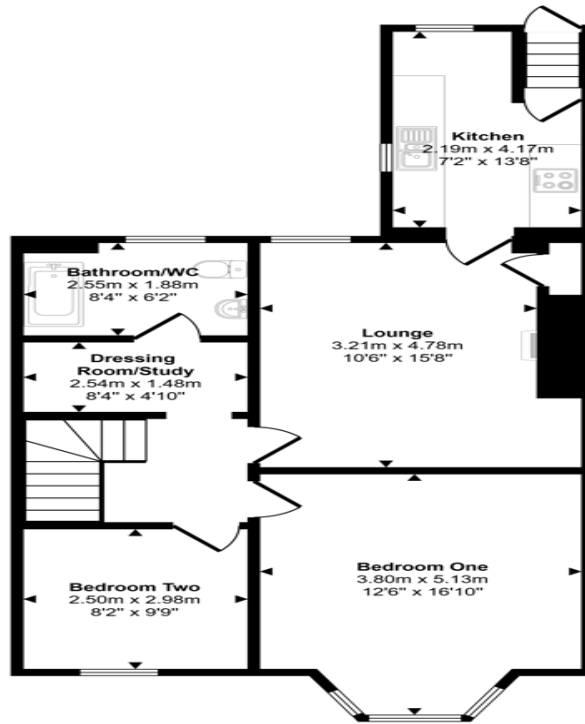 Kitchen
2.19m x 4.17m
7'2" x 13'8"
Bathroom/WC
2.55m x 1.88m
8'4" x 6'2"
Lounge
3.21m x 4.78m
10'6" x 15'8"
Dressing
Room/Study
2.54m x 1.48m
8'4" x 4'10"
Bedroom One
3.80m x 5.13m
12'6" x 16'10"
Bedroom Two
2.50m x 2.98m
8'2" x 9'9"